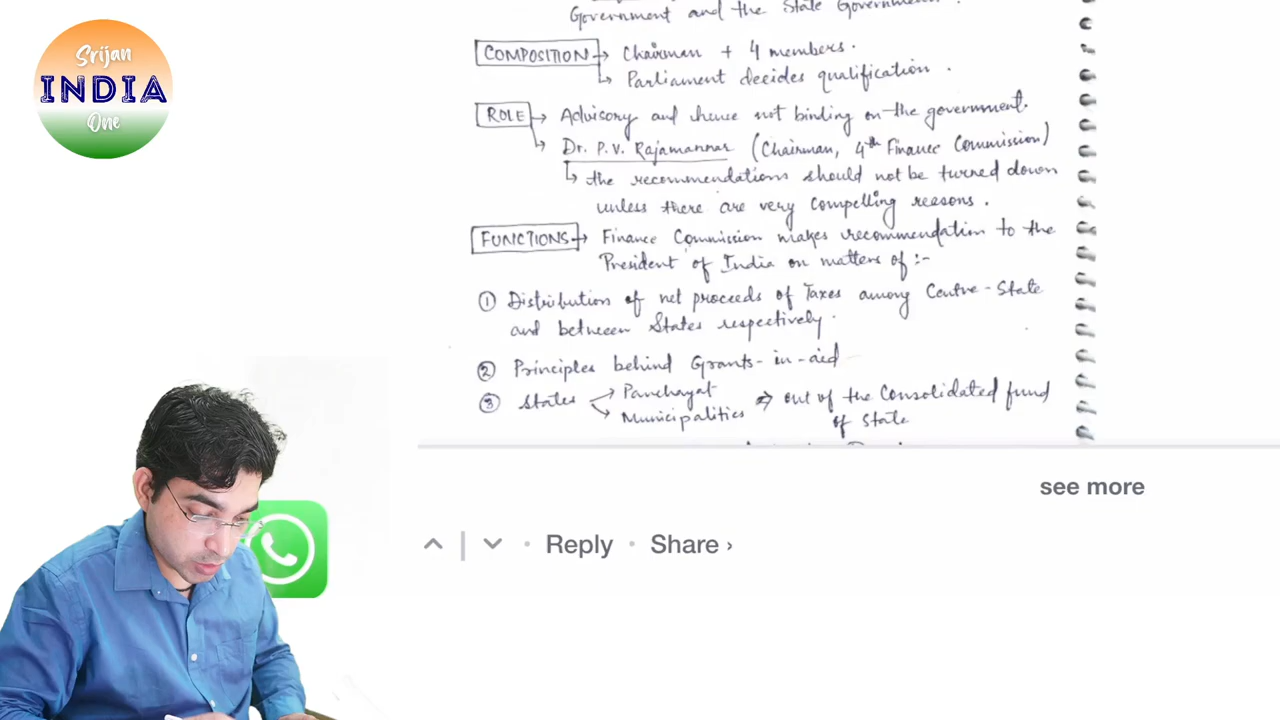 Srijan
INDIA
One
Government and the State Government.
COMPOSITION → Chairman + 4 members.
↳ Parliament decides qualification.
ROLE → Advisory and hence not binding on the government.
↳ Dr. P.V. Rajamannar (Chairman, 4th Finance Commission)
↳ the recommendations should not be turned down
unless there are very compelling reasons.
FUNCTIONS → Finance Commission makes recommendation to the
President of India on matters of :-
① Distribution of net proceeds of Taxes among Centre-State
and between States respectively.
② Principles behind Grants-in-aid
③ States → Panchayat
→ Municipalities ⇒ out of the Consolidated fund
of State
see more
Reply • Share ›